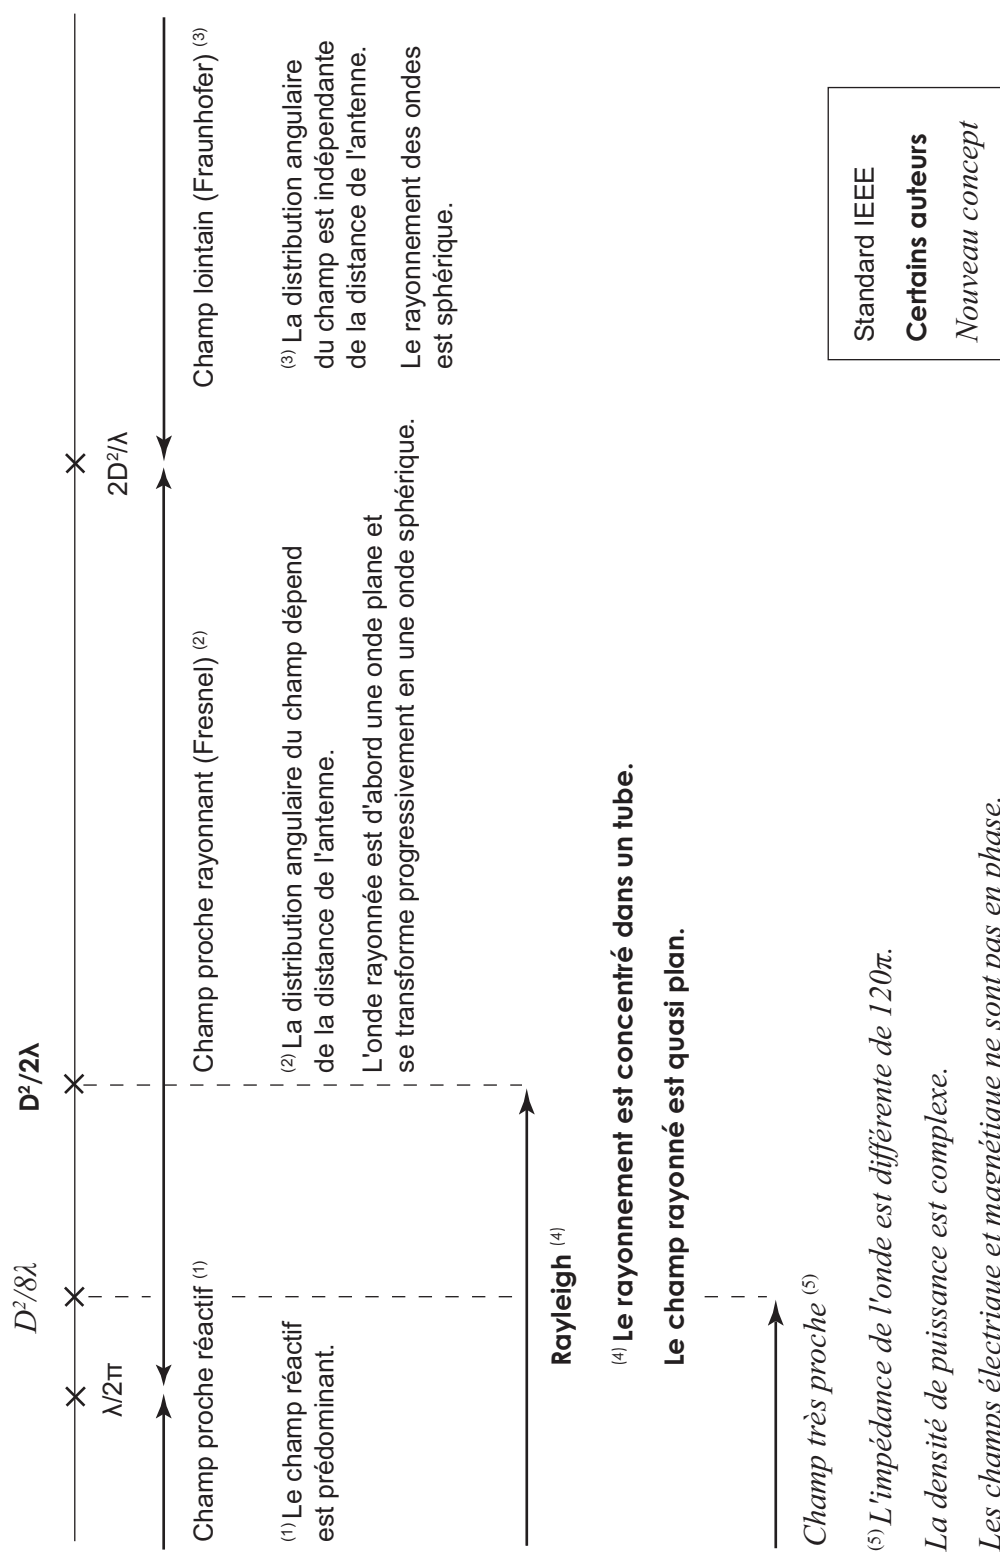 D²/8λ
D²/2λ
λ/2π
2D²/λ
Champ proche réactif (1)
Champ proche rayonnant (Fresnel) (2)
Champ lointain (Fraunhofer) (3)
(1) Le champ réactif
est prédominant.
(2) La distribution angulaire du champ dépend
de la distance de l'antenne.
L'onde rayonnée est d'abord une onde plane et
se transforme progressivement en une onde sphérique.
(3) La distribution angulaire
du champ est indépendante
de la distance de l'antenne.
Le rayonnement des ondes
est sphérique.
Rayleigh (4)
(4) Le rayonnement est concentré dans un tube.
Le champ rayonné est quasi plan.
Champ très proche (5)
(5) L'impédance de l'onde est différente de 120π.
La densité de puissance est complexe.
Les champs électrique et magnétique ne sont pas en phase.
Standard IEEE
Certains auteurs
Nouveau concept